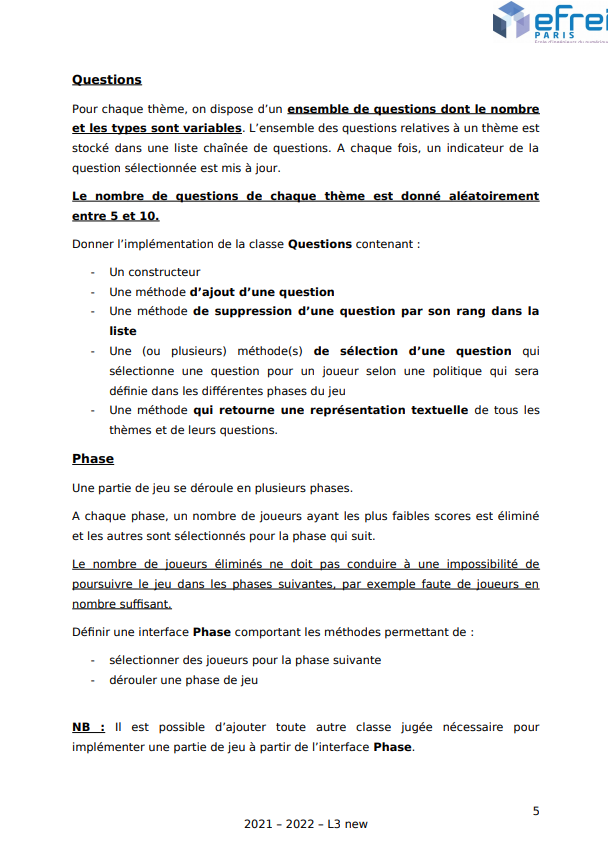 efrei
PARIS
Questions
Pour chaque thème, on dispose d’un ensemble de questions dont le nombre
et les types sont variables. L’ensemble des questions relatives à un thème est
stocké dans une liste chaînée de questions. A chaque fois, un indicateur de la
question sélectionnée est mis à jour.
Le nombre de questions de chaque thème est donné aléatoirement
entre 5 et 10.
Donner l’implémentation de la classe Questions contenant :
- Un constructeur
- Une méthode d’ajout d’une question
- Une méthode de suppression d’une question par son rang dans la
liste
- Une (ou plusieurs) méthode(s) de sélection d’une question qui
sélectionne une question pour un joueur selon une politique qui sera
définie dans les différentes phases du jeu
- Une méthode qui retourne une représentation textuelle de tous les
thèmes et de leurs questions.
Phase
Une partie de jeu se déroule en plusieurs phases.
A chaque phase, un nombre de joueurs ayant les plus faibles scores est éliminé
et les autres sont sélectionnés pour la phase qui suit.
Le nombre de joueurs éliminés ne doit pas conduire à une impossibilité de
poursuivre le jeu dans les phases suivantes, par exemple faute de joueurs en
nombre suffisant.
Définir une interface Phase comportant les méthodes permettant de :
- sélectionner des joueurs pour la phase suivante
- dérouler une phase de jeu
NB : Il est possible d’ajouter toute autre classe jugée nécessaire pour
implémenter une partie de jeu à partir de l’interface Phase.
5
2021 – 2022 – L3 new